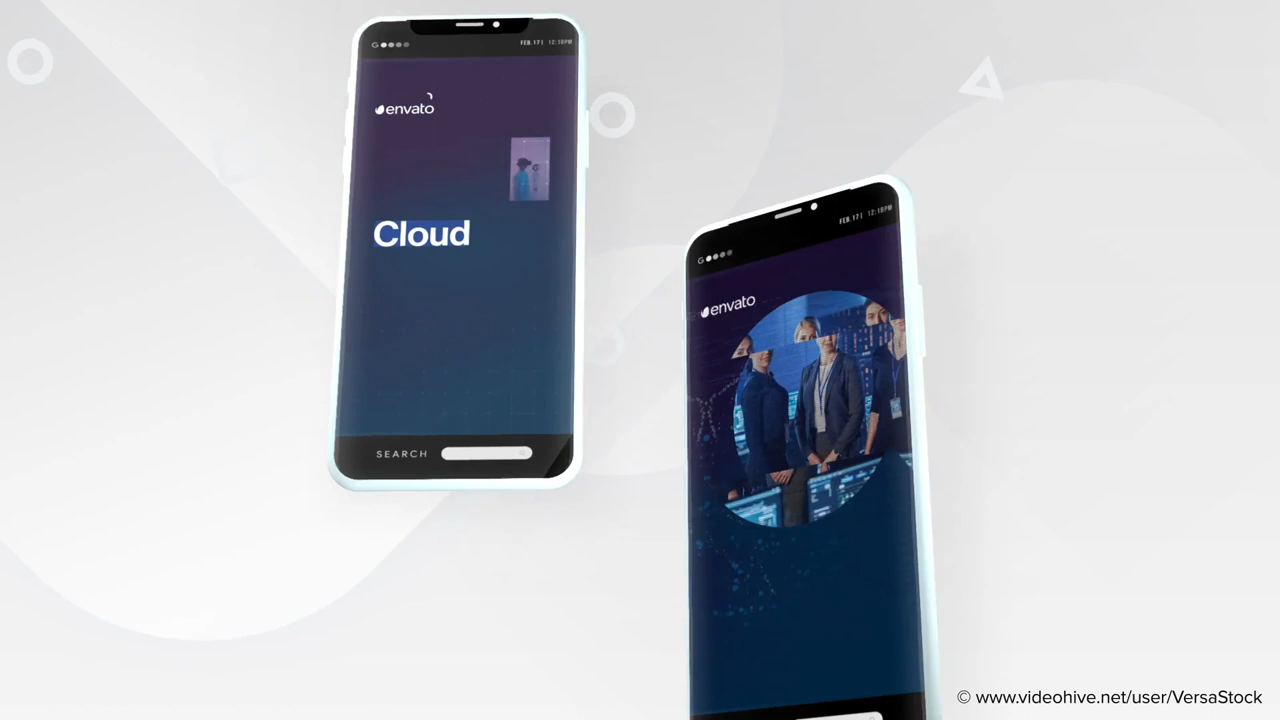 G
FEB.17| 12:18PM
envato
Cloud
SEARCH
G
FEB.17| 12:18PM
envato
© www.videohive.net/user/VersaStock